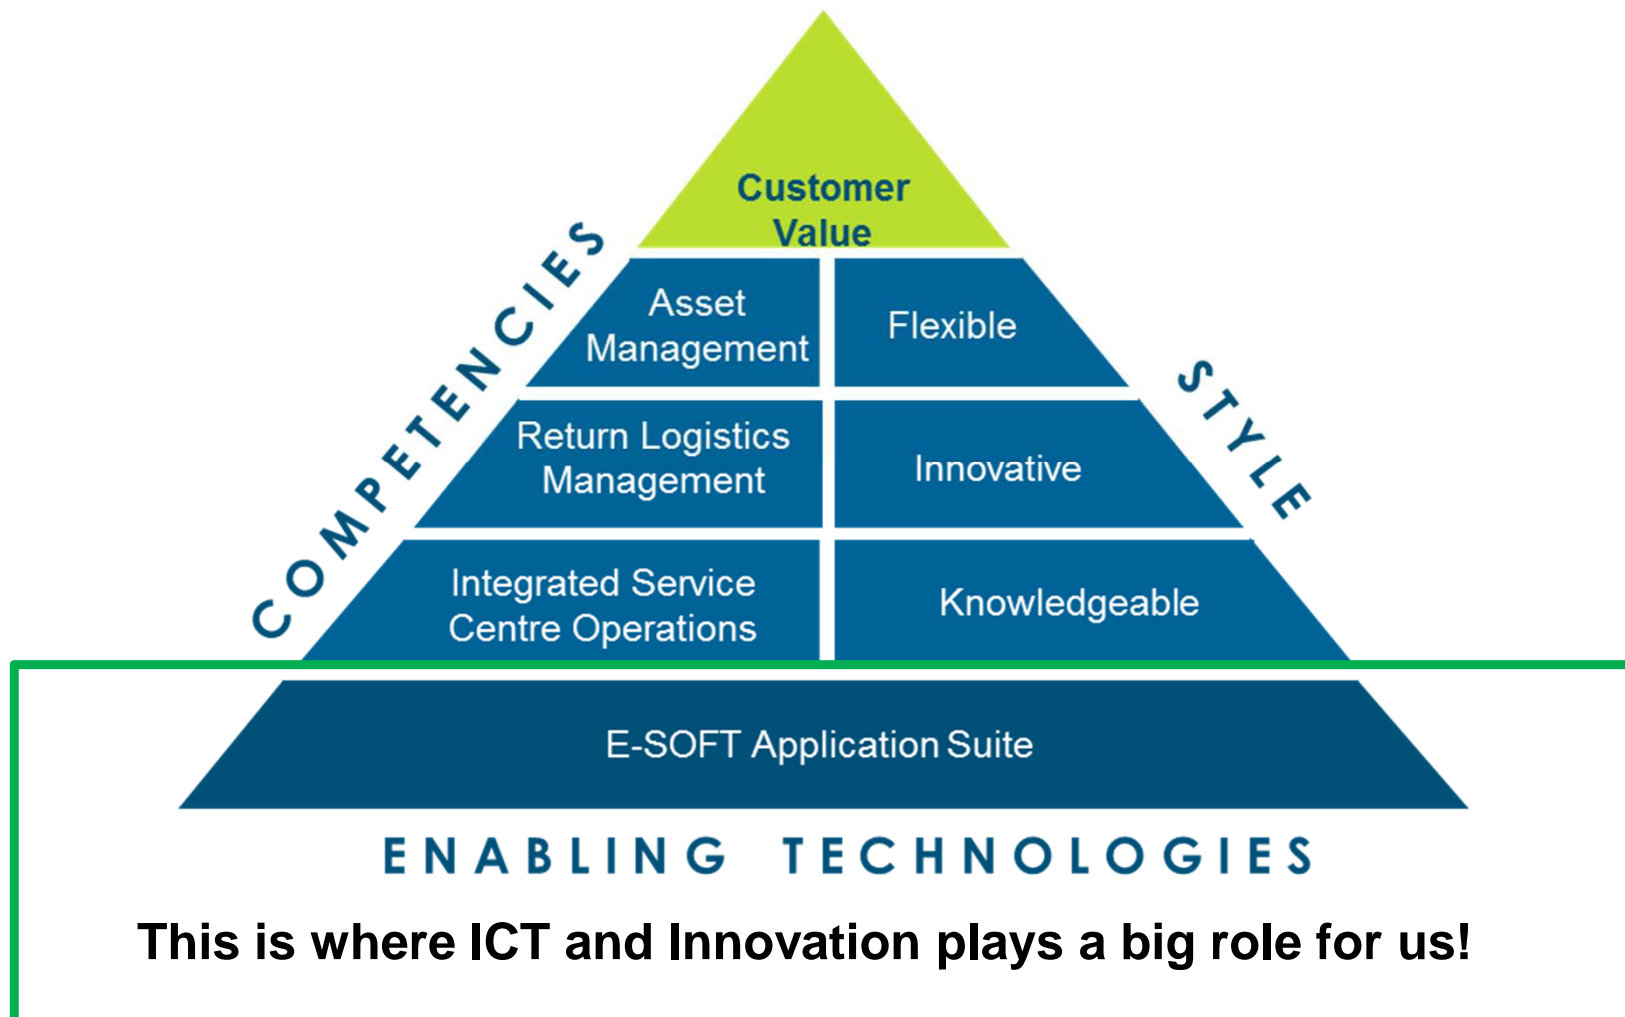 Customer
Value
COMPETENCIES
Asset
Management
Flexible
STYLE
Return Logistics
Management
Innovative
Integrated Service
Centre Operations
Knowledgeable
E-SOFT Application Suite
ENABLING TECHNOLOGIES
This is where ICT and Innovation plays a big role for us!